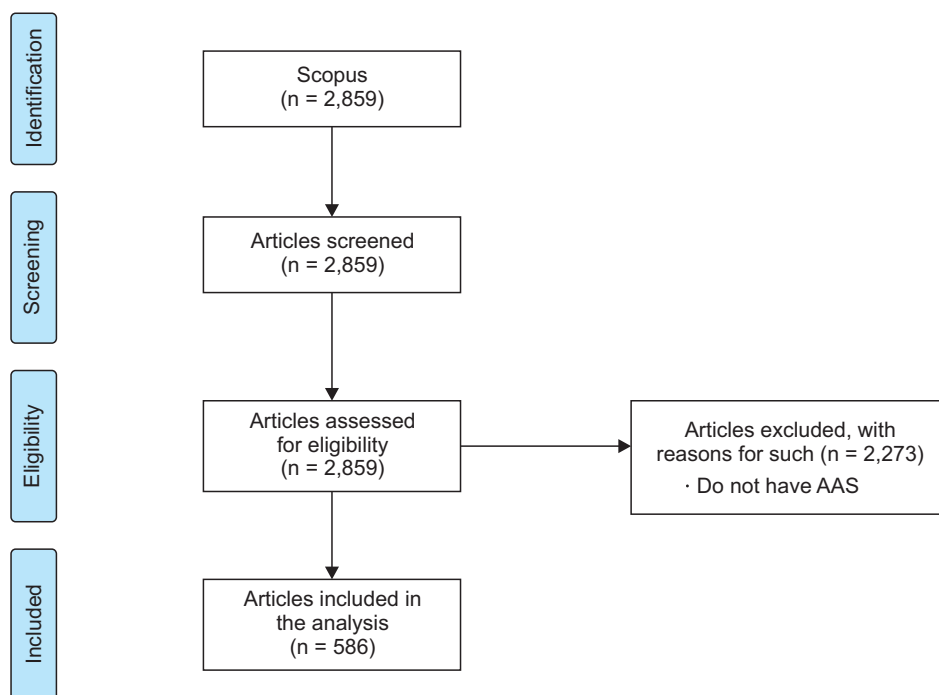 Identification
Scopus
(n = 2,859)
Screening
Articles screened
(n = 2,859)
Eligibility
Articles assessed
for eligibility
(n = 2,859)
Articles excluded, with
reasons for such (n = 2,273)
· Do not have AAS
Included
Articles included in
the analysis
(n = 586)